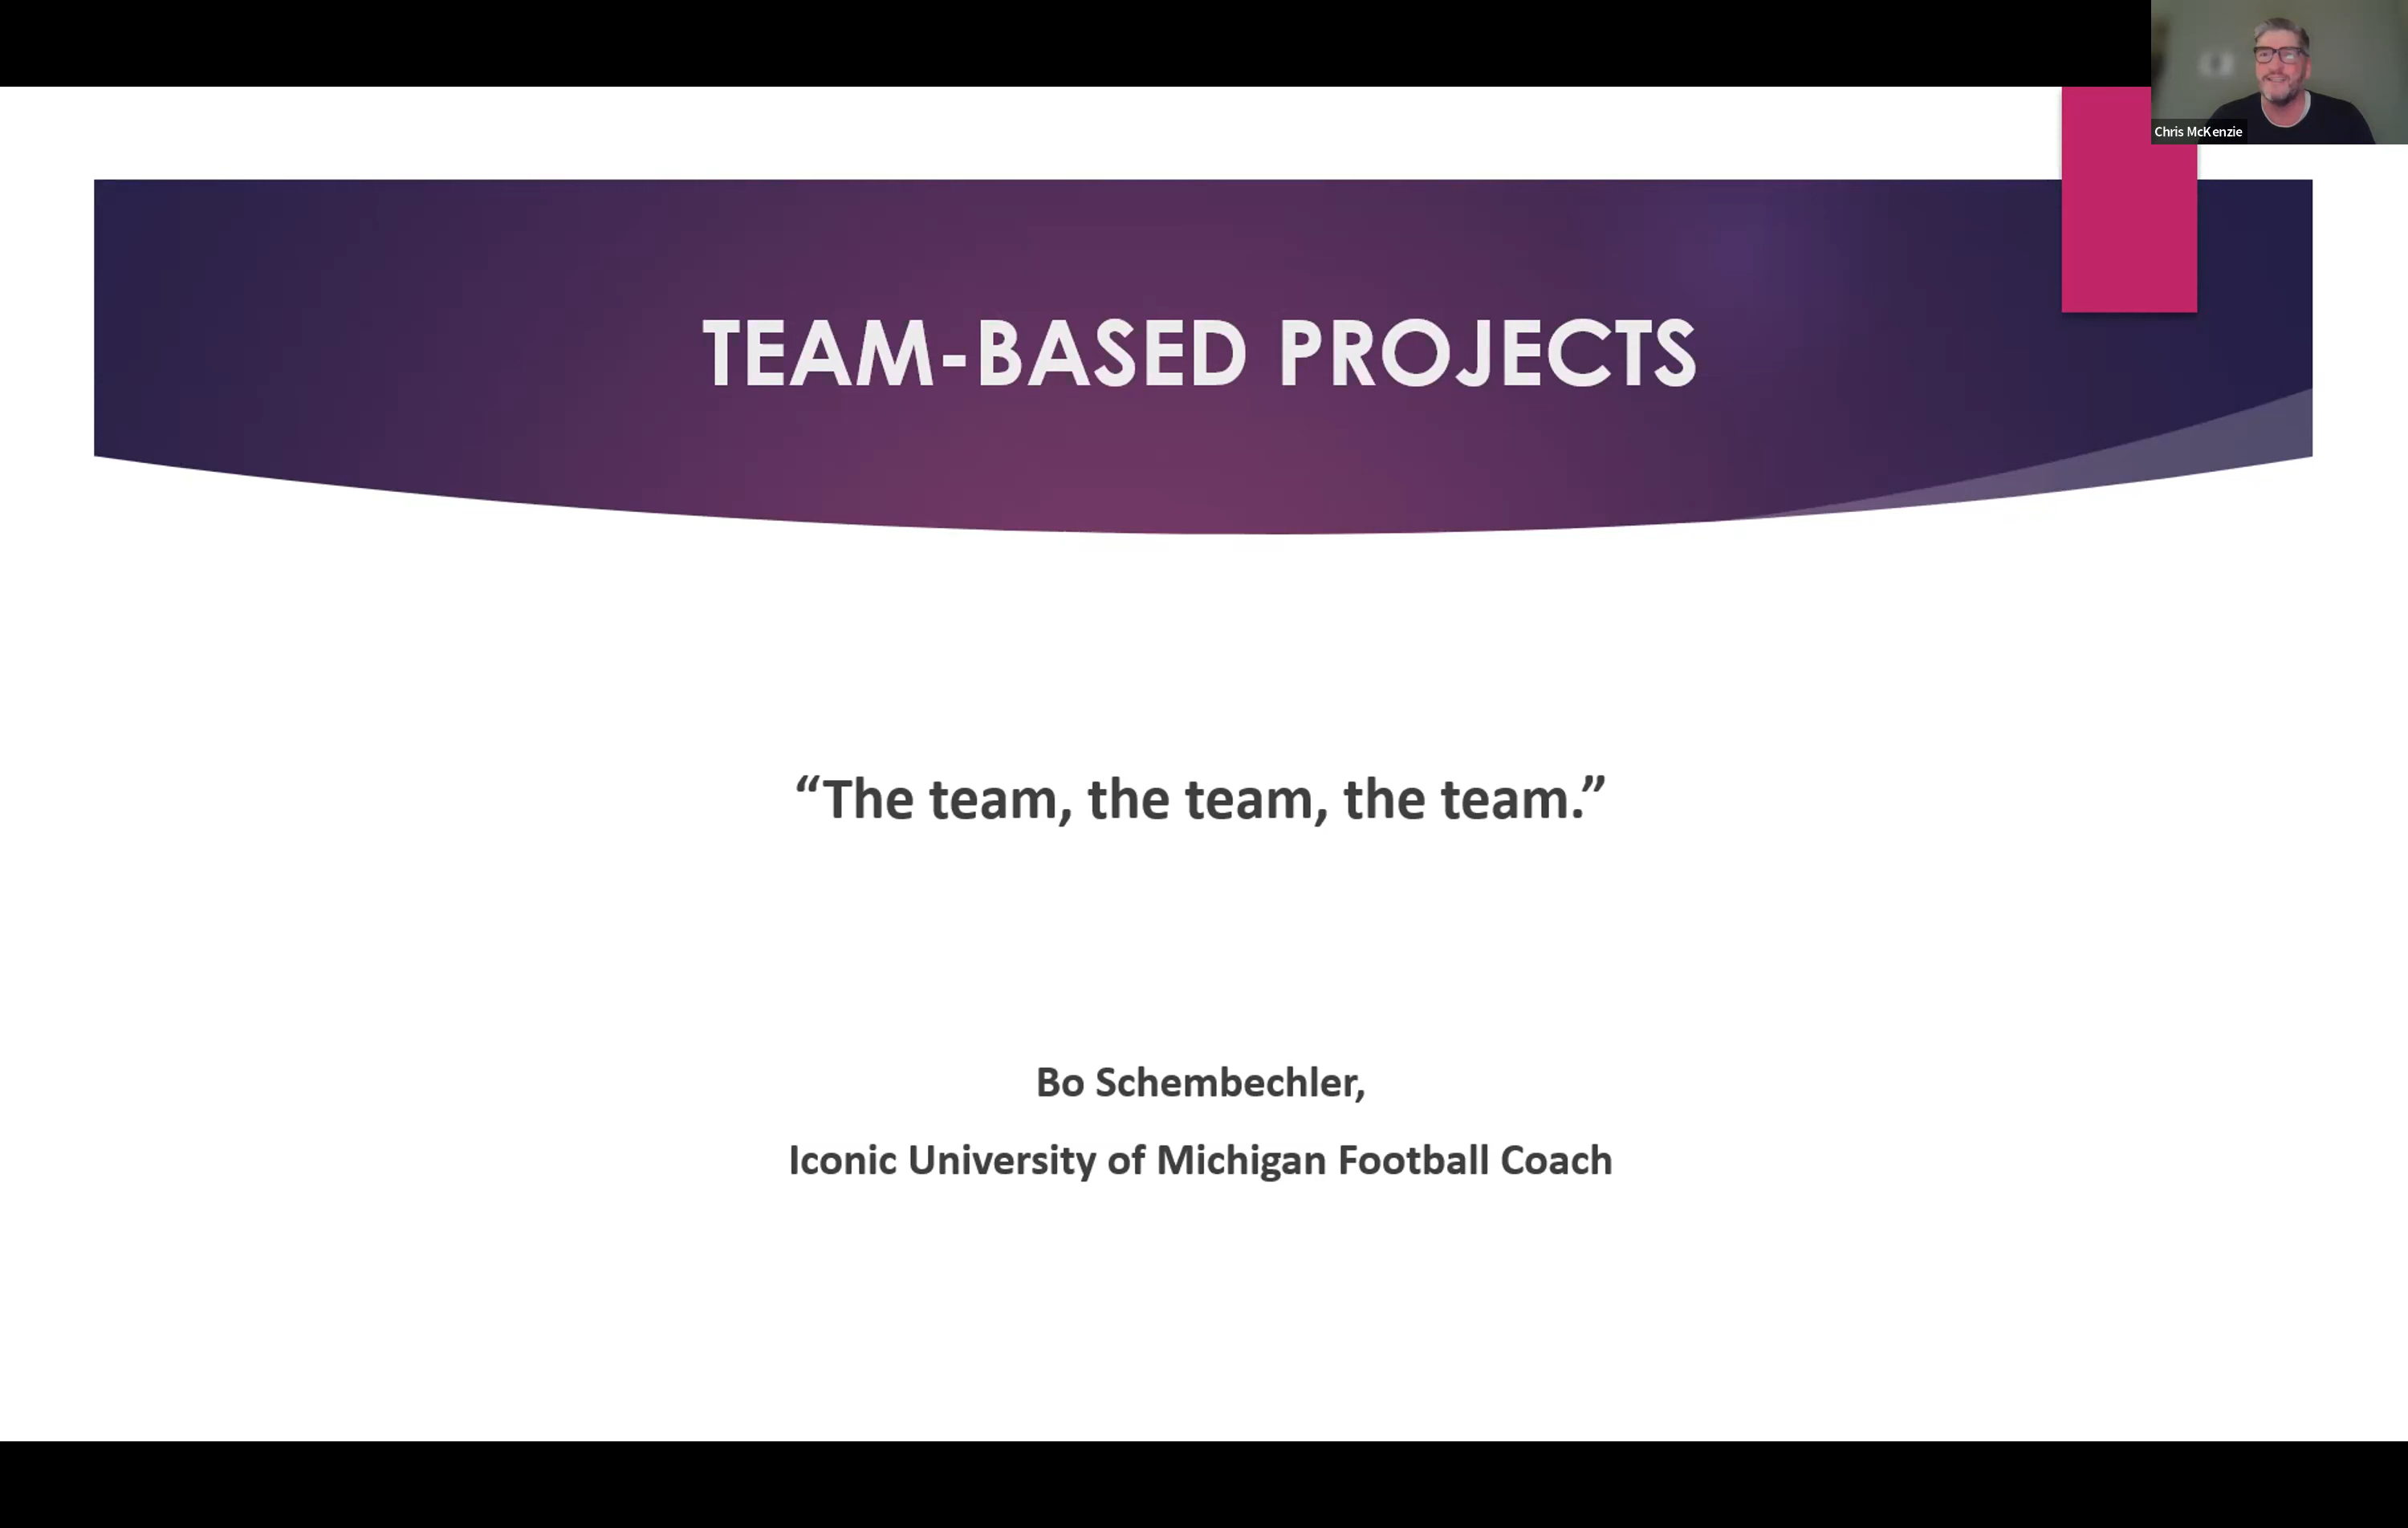 Chris McKenzie
TEAM-BASED PROJECTS
“The team, the team, the team.”
Bo Schembechler,
Iconic University of Michigan Football Coach